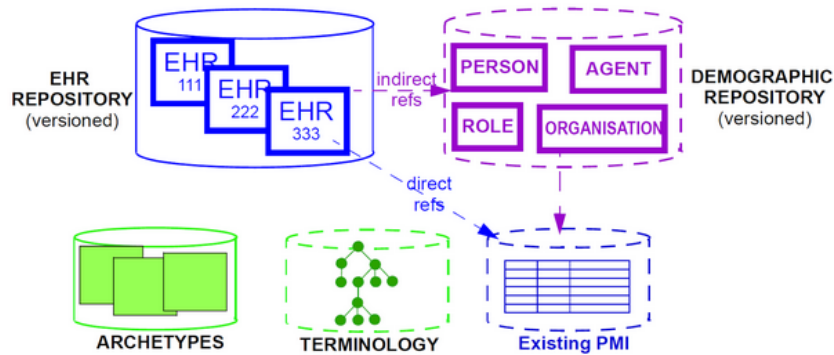 EHR
REPOSITORY
(versioned)
EHR
111
EHR
222
EHR
333
indirect
refs
PERSON
AGENT
ROLE
ORGANISATION
DEMOGRAPHIC
REPOSITORY
(versioned)
direct
refs
ARCHETYPES
TERMINOLOGY
Existing PMI